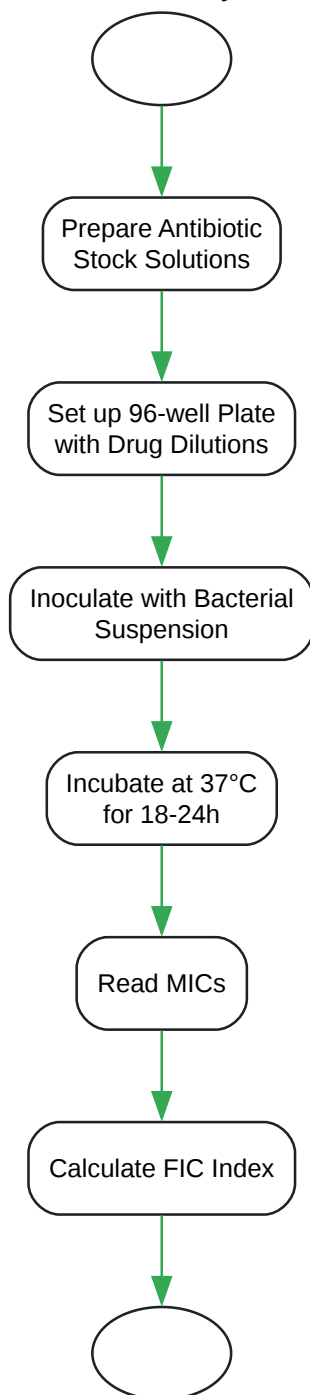 Prepare Antibiotic
Stock Solutions
Set up 96-well Plate
with Drug Dilutions
Inoculate with Bacterial
Suspension
Incubate at 37°C
for 18-24h
Read MICs
Calculate FIC Index